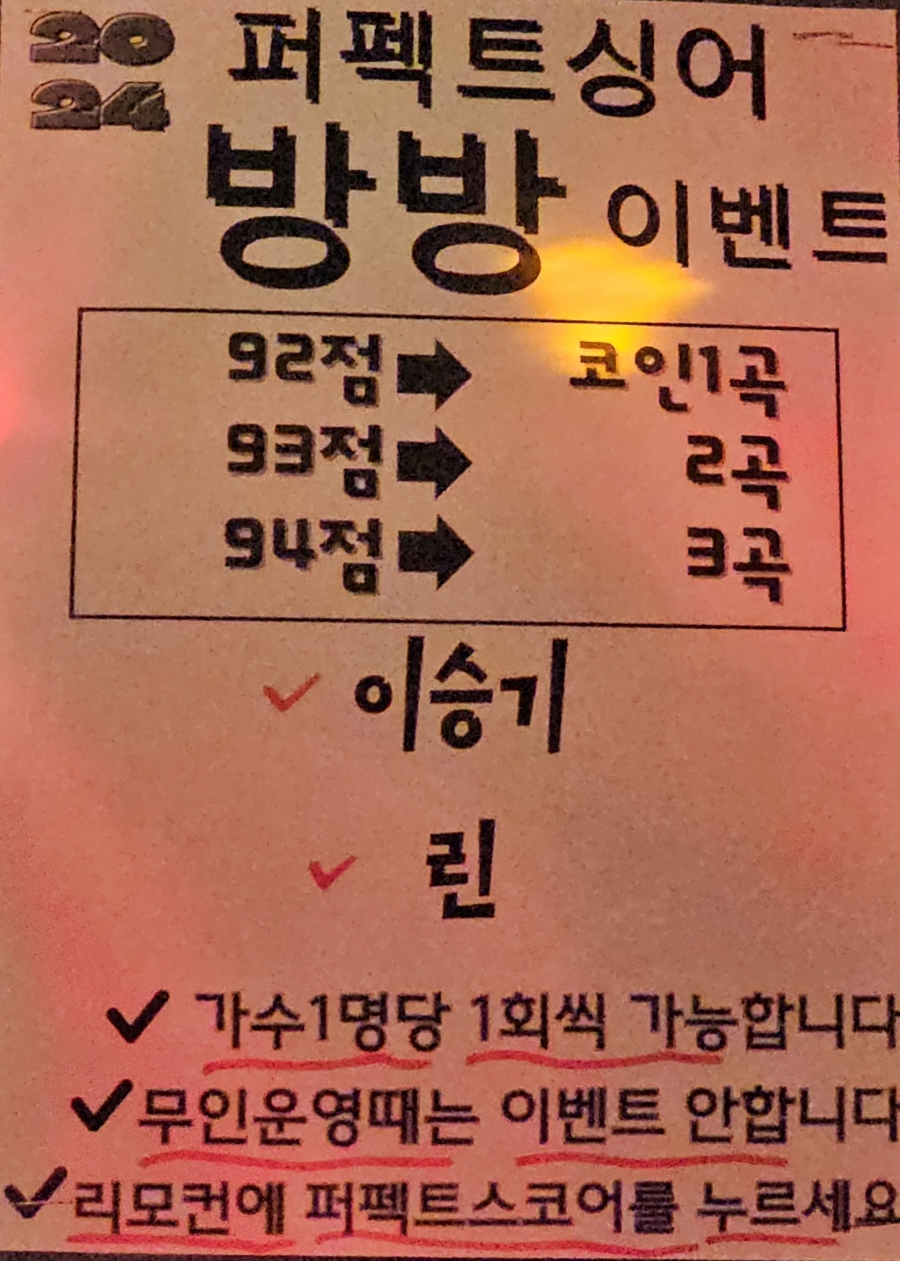 20 퍼펙트싱어
24
방방 이벤트
92점➡ 코인1곡
93점➡ 2곡
94점➡ 3곡
✓ 이승기
✓ 린
✓ 가수1명당 1회씩 가능합니다
✓ 무인운영때는 이벤트 안합니다
✓ 리모컨에 퍼펙트스코어를 누르세요